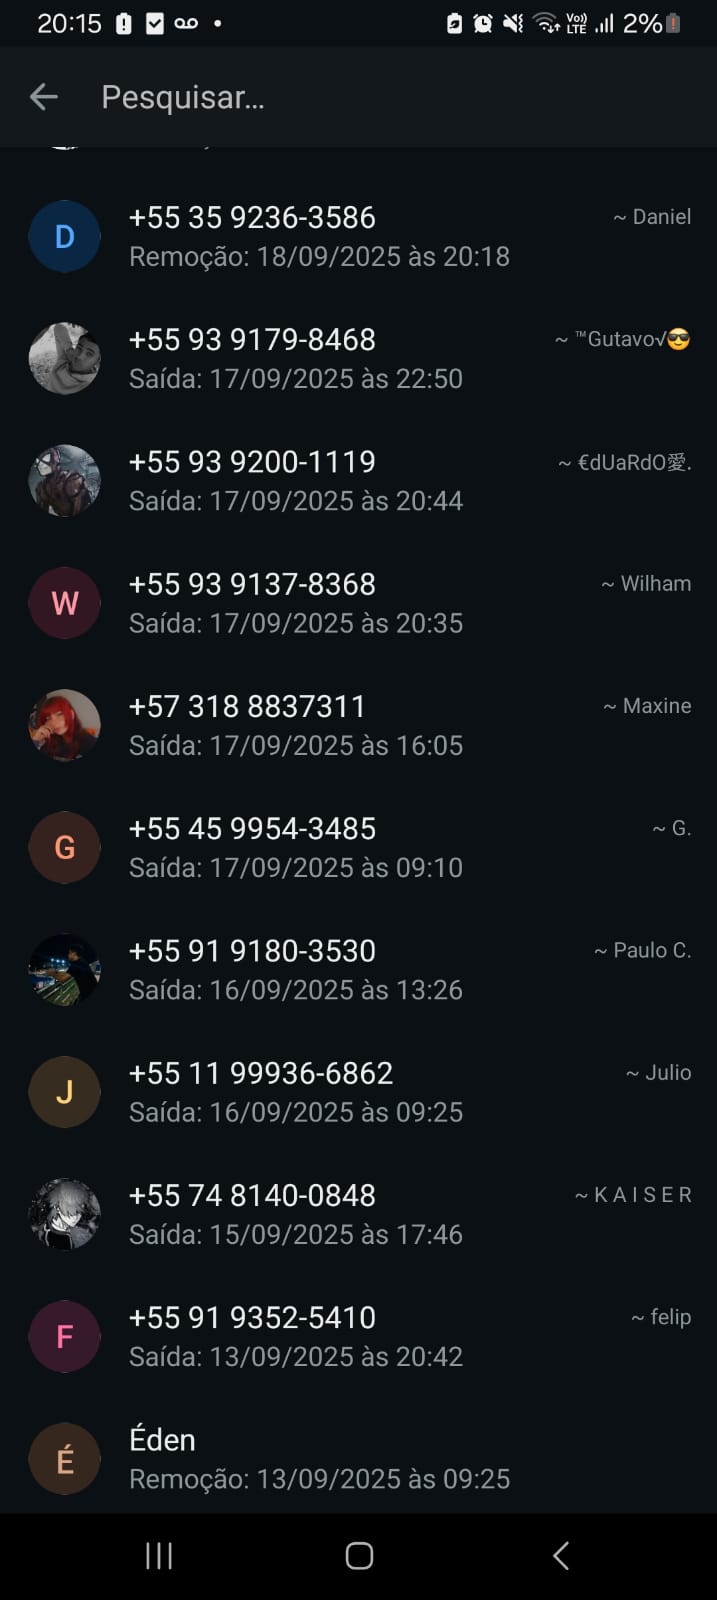 20:15 Vo)) LTE 2%
Pesquisar...
D +55 35 9236-3586 ~ Daniel
Remoção: 18/09/2025 às 20:18
+55 93 9179-8468 ~ ™Gutavo√😎
Saída: 17/09/2025 às 22:50
+55 93 9200-1119 ~ €dUaRdO愛.
Saída: 17/09/2025 às 20:44
W +55 93 9137-8368 ~ Wilham
Saída: 17/09/2025 às 20:35
+57 318 8837311 ~ Maxine
Saída: 17/09/2025 às 16:05
G +55 45 9954-3485 ~ G.
Saída: 17/09/2025 às 09:10
+55 91 9180-3530 ~ Paulo C.
Saída: 16/09/2025 às 13:26
J +55 11 99936-6862 ~ Julio
Saída: 16/09/2025 às 09:25
+55 74 8140-0848 ~ K A I S E R
Saída: 15/09/2025 às 17:46
F +55 91 9352-5410 ~ felip
Saída: 13/09/2025 às 20:42
É Éden
Remoção: 13/09/2025 às 09:25